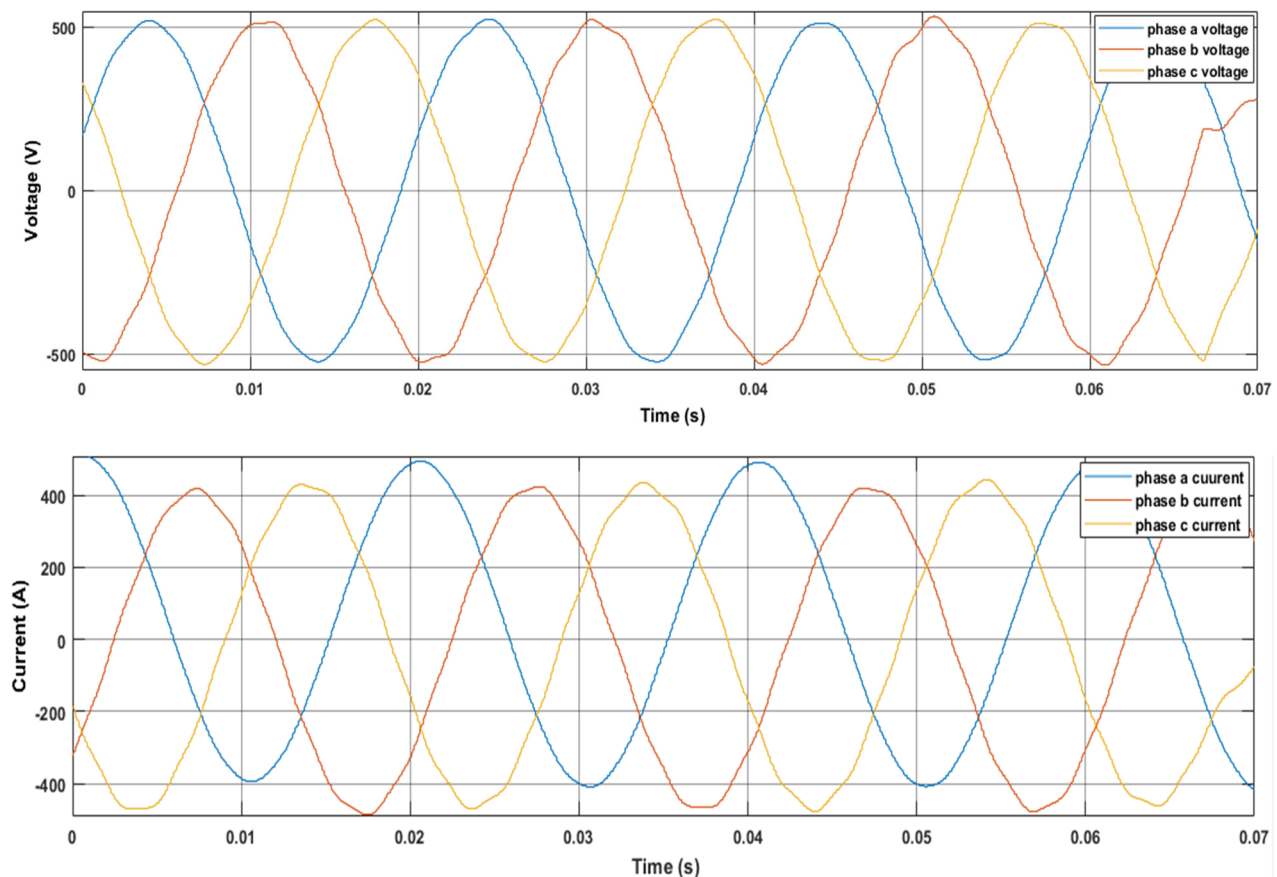 500
0
-500
Voltage (V)
phase a voltage
phase b voltage
phase c voltage
0 0.01 0.02 0.03 0.04 0.05 0.06 0.07
Time (s)
400
200
0
-200
-400
Current (A)
phase a cuurent
phase b current
phase c current
0 0.01 0.02 0.03 0.04 0.05 0.06 0.07
Time (s)